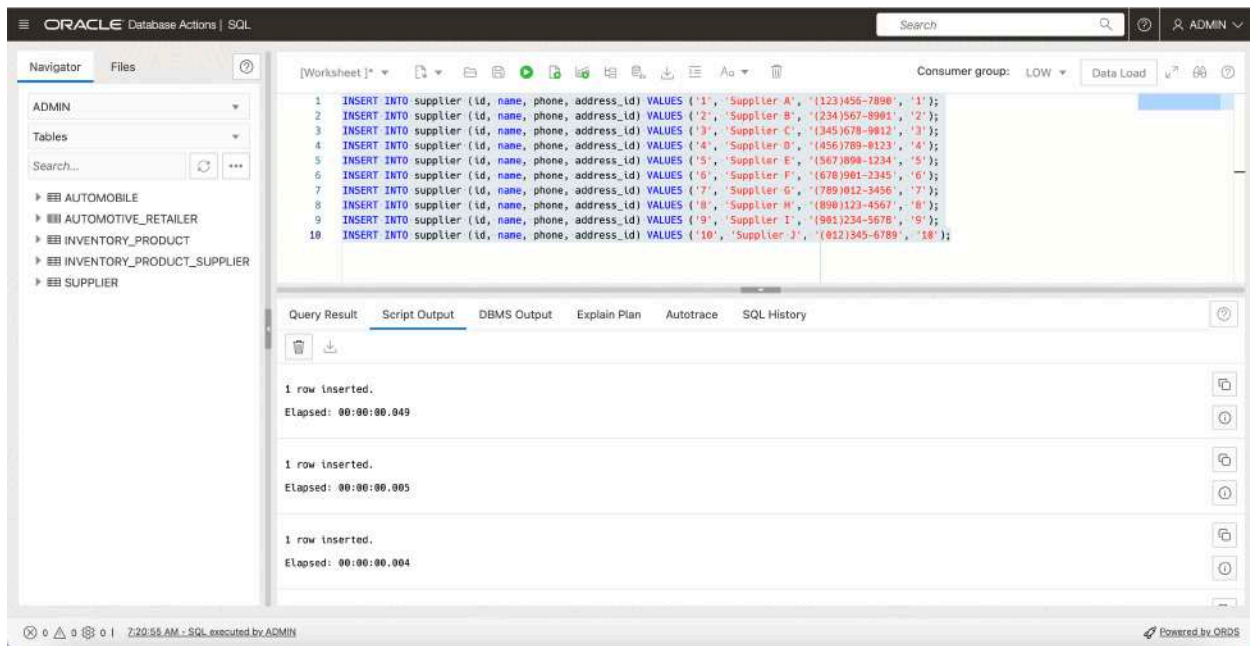 ORACLE Database Actions | SQL
Search
ADMIN
Navigator
Files
ADMIN
Tables
Search...
AUTOMOBILE
AUTOMOTIVE_RETAILER
INVENTORY_PRODUCT
INVENTORY_PRODUCT_SUPPLIER
SUPPLIER
[Worksheet]*
Aa
Consumer group: LOW
Data Load
1 INSERT INTO supplier (id, name, phone, address_id) VALUES ('1', 'Supplier A', '(123)456-7890', '1');
2 INSERT INTO supplier (id, name, phone, address_id) VALUES ('2', 'Supplier B', '(234)567-8901', '2');
3 INSERT INTO supplier (id, name, phone, address_id) VALUES ('3', 'Supplier C', '(345)678-9012', '3');
4 INSERT INTO supplier (id, name, phone, address_id) VALUES ('4', 'Supplier D', '(456)789-0123', '4');
5 INSERT INTO supplier (id, name, phone, address_id) VALUES ('5', 'Supplier E', '(567)890-1234', '5');
6 INSERT INTO supplier (id, name, phone, address_id) VALUES ('6', 'Supplier F', '(678)901-2345', '6');
7 INSERT INTO supplier (id, name, phone, address_id) VALUES ('7', 'Supplier G', '(789)012-3456', '7');
8 INSERT INTO supplier (id, name, phone, address_id) VALUES ('8', 'Supplier H', '(890)123-4567', '8');
9 INSERT INTO supplier (id, name, phone, address_id) VALUES ('9', 'Supplier I', '(901)234-5678', '9');
10 INSERT INTO supplier (id, name, phone, address_id) VALUES ('10', 'Supplier J', '(012)345-6789', '10');
Query Result
Script Output
DBMS Output
Explain Plan
Autotrace
SQL History
1 row inserted.
Elapsed: 00:00:00.049
1 row inserted.
Elapsed: 00:00:00.005
1 row inserted.
Elapsed: 00:00:00.004
0 0 0 | 7:20:55 AM - SQL executed by ADMIN
Powered by ORDS